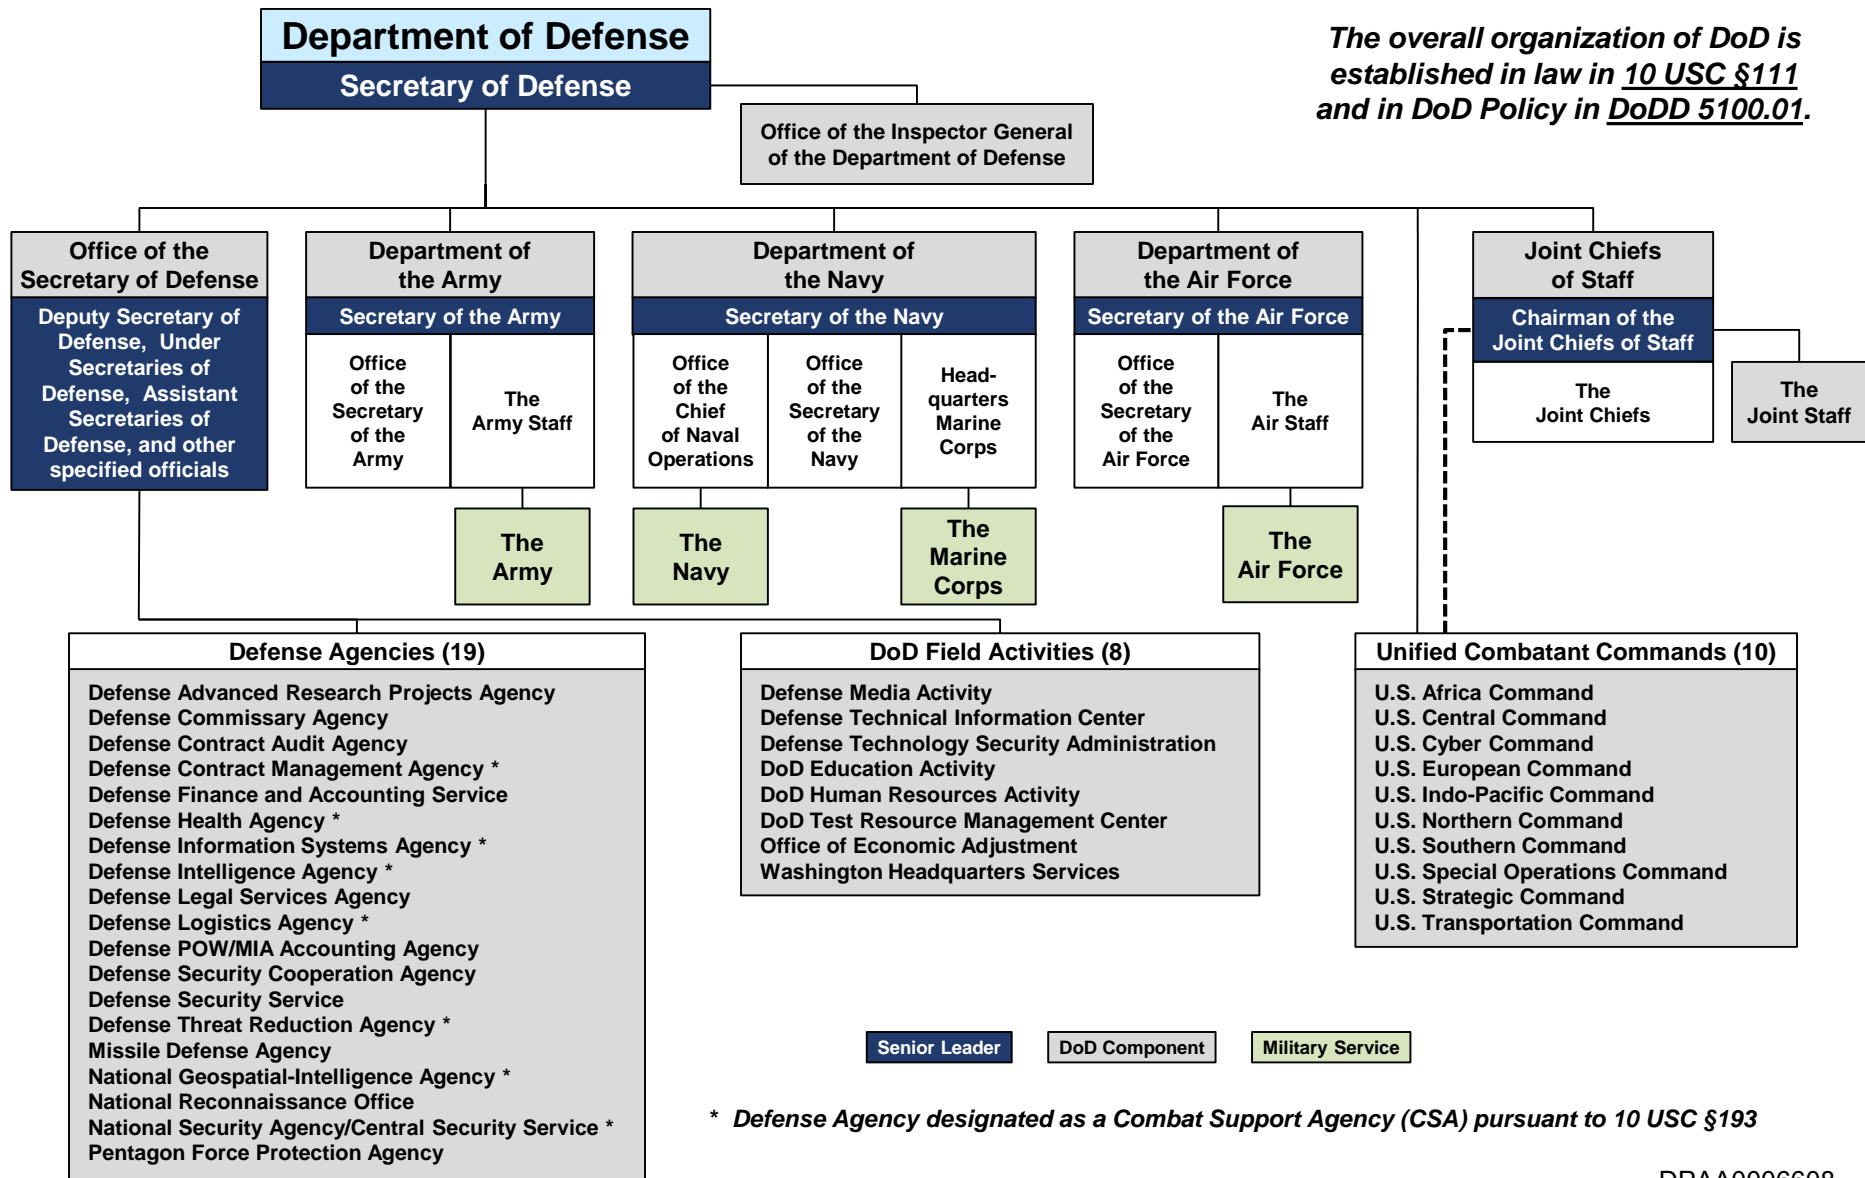 Department of Defense
Secretary of Defense
The overall organization of DoD is
established in law in 10 USC §111
and in DoD Policy in DoDD 5100.01.
Office of the Inspector General
of the Department of Defense
Office of the
Secretary of Defense
Deputy Secretary of
Defense, Under
Secretaries of
Defense, Assistant
Secretaries of
Defense, and other
specified officials
Department of
the Army
Secretary of the Army
Office
of the
Secretary
of the
Army
The
Army Staff
The
Army
Department of
the Navy
Secretary of the Navy
Office
of the
Chief
of Naval
Operations
Office
of the
Secretary
of the
Navy
Head-
quarters
Marine
Corps
The
Navy
The
Marine
Corps
Department of
the Air Force
Secretary of the Air Force
Office
of the
Secretary
of the
Air Force
The
Air Staff
The
Air Force
Joint Chiefs
of Staff
Chairman of the
Joint Chiefs of Staff
The
Joint Chiefs
The
Joint Staff
Defense Agencies (19)
Defense Advanced Research Projects Agency
Defense Commissary Agency
Defense Contract Audit Agency
Defense Contract Management Agency *
Defense Finance and Accounting Service
Defense Health Agency *
Defense Information Systems Agency *
Defense Intelligence Agency *
Defense Legal Services Agency
Defense Logistics Agency *
Defense POW/MIA Accounting Agency
Defense Security Cooperation Agency
Defense Security Service
Defense Threat Reduction Agency *
Missile Defense Agency
National Geospatial-Intelligence Agency *
National Reconnaissance Office
National Security Agency/Central Security Service *
Pentagon Force Protection Agency
DoD Field Activities (8)
Defense Media Activity
Defense Technical Information Center
Defense Technology Security Administration
DoD Education Activity
DoD Human Resources Activity
DoD Test Resource Management Center
Office of Economic Adjustment
Washington Headquarters Services
Unified Combatant Commands (10)
U.S. Africa Command
U.S. Central Command
U.S. Cyber Command
U.S. European Command
U.S. Indo-Pacific Command
U.S. Northern Command
U.S. Southern Command
U.S. Special Operations Command
U.S. Strategic Command
U.S. Transportation Command
Senior Leader
DoD Component
Military Service
* Defense Agency designated as a Combat Support Agency (CSA) pursuant to 10 USC §193